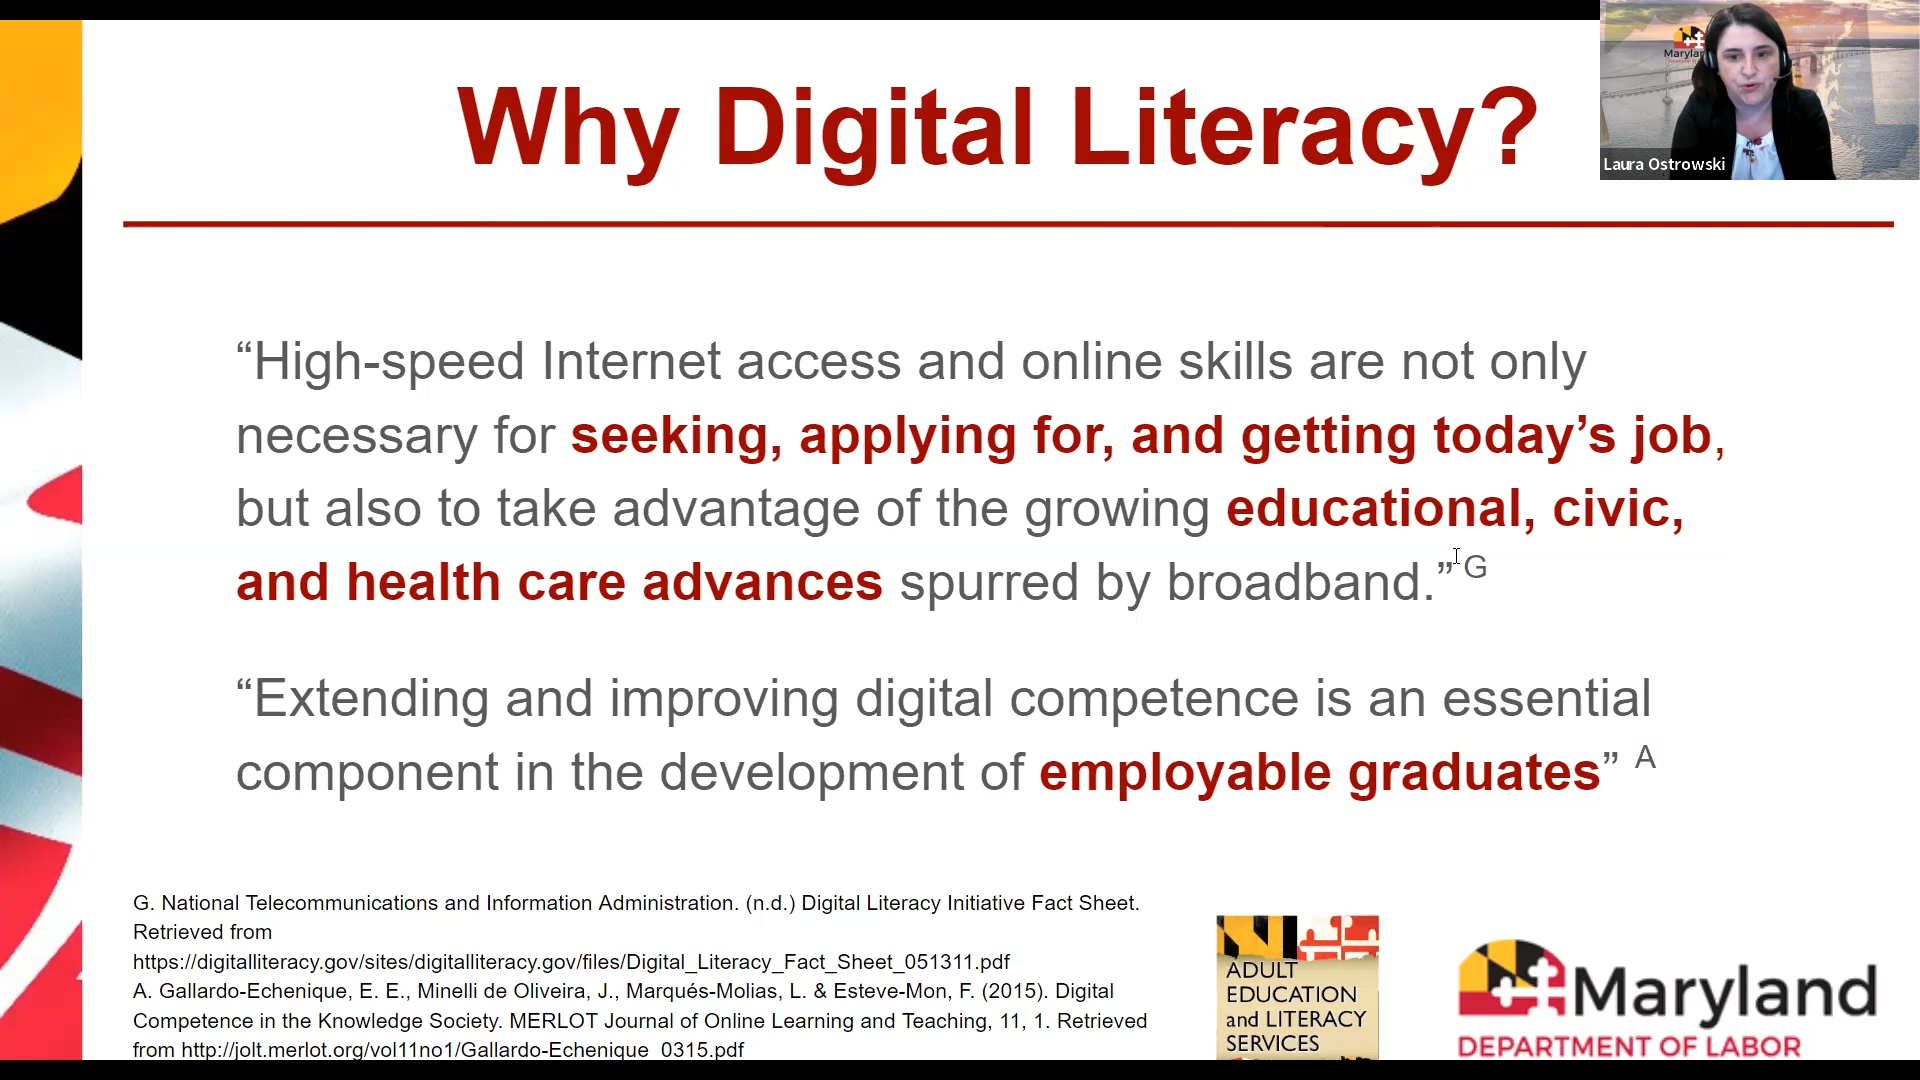 Why Digital Literacy?
Maryland
Laura Ostrowski
“High-speed Internet access and online skills are not only
necessary for seeking, applying for, and getting today’s job,
but also to take advantage of the growing educational, civic,
and health care advances spurred by broadband.” G
“Extending and improving digital competence is an essential
component in the development of employable graduates” A
G. National Telecommunications and Information Administration. (n.d.) Digital Literacy Initiative Fact Sheet.
Retrieved from
https://digitalliteracy.gov/sites/digitalliteracy.gov/files/Digital_Literacy_Fact_Sheet_051311.pdf
A. Gallardo-Echenique, E. E., Minelli de Oliveira, J., Marqués-Molias, L. & Esteve-Mon, F. (2015). Digital
Competence in the Knowledge Society. MERLOT Journal of Online Learning and Teaching, 11, 1. Retrieved
from http://jolt.merlot.org/vol11no1/Gallardo-Echenique_0315.pdf
ADULT
EDUCATION
and LITERACY
SERVICES
Maryland
DEPARTMENT OF LABOR